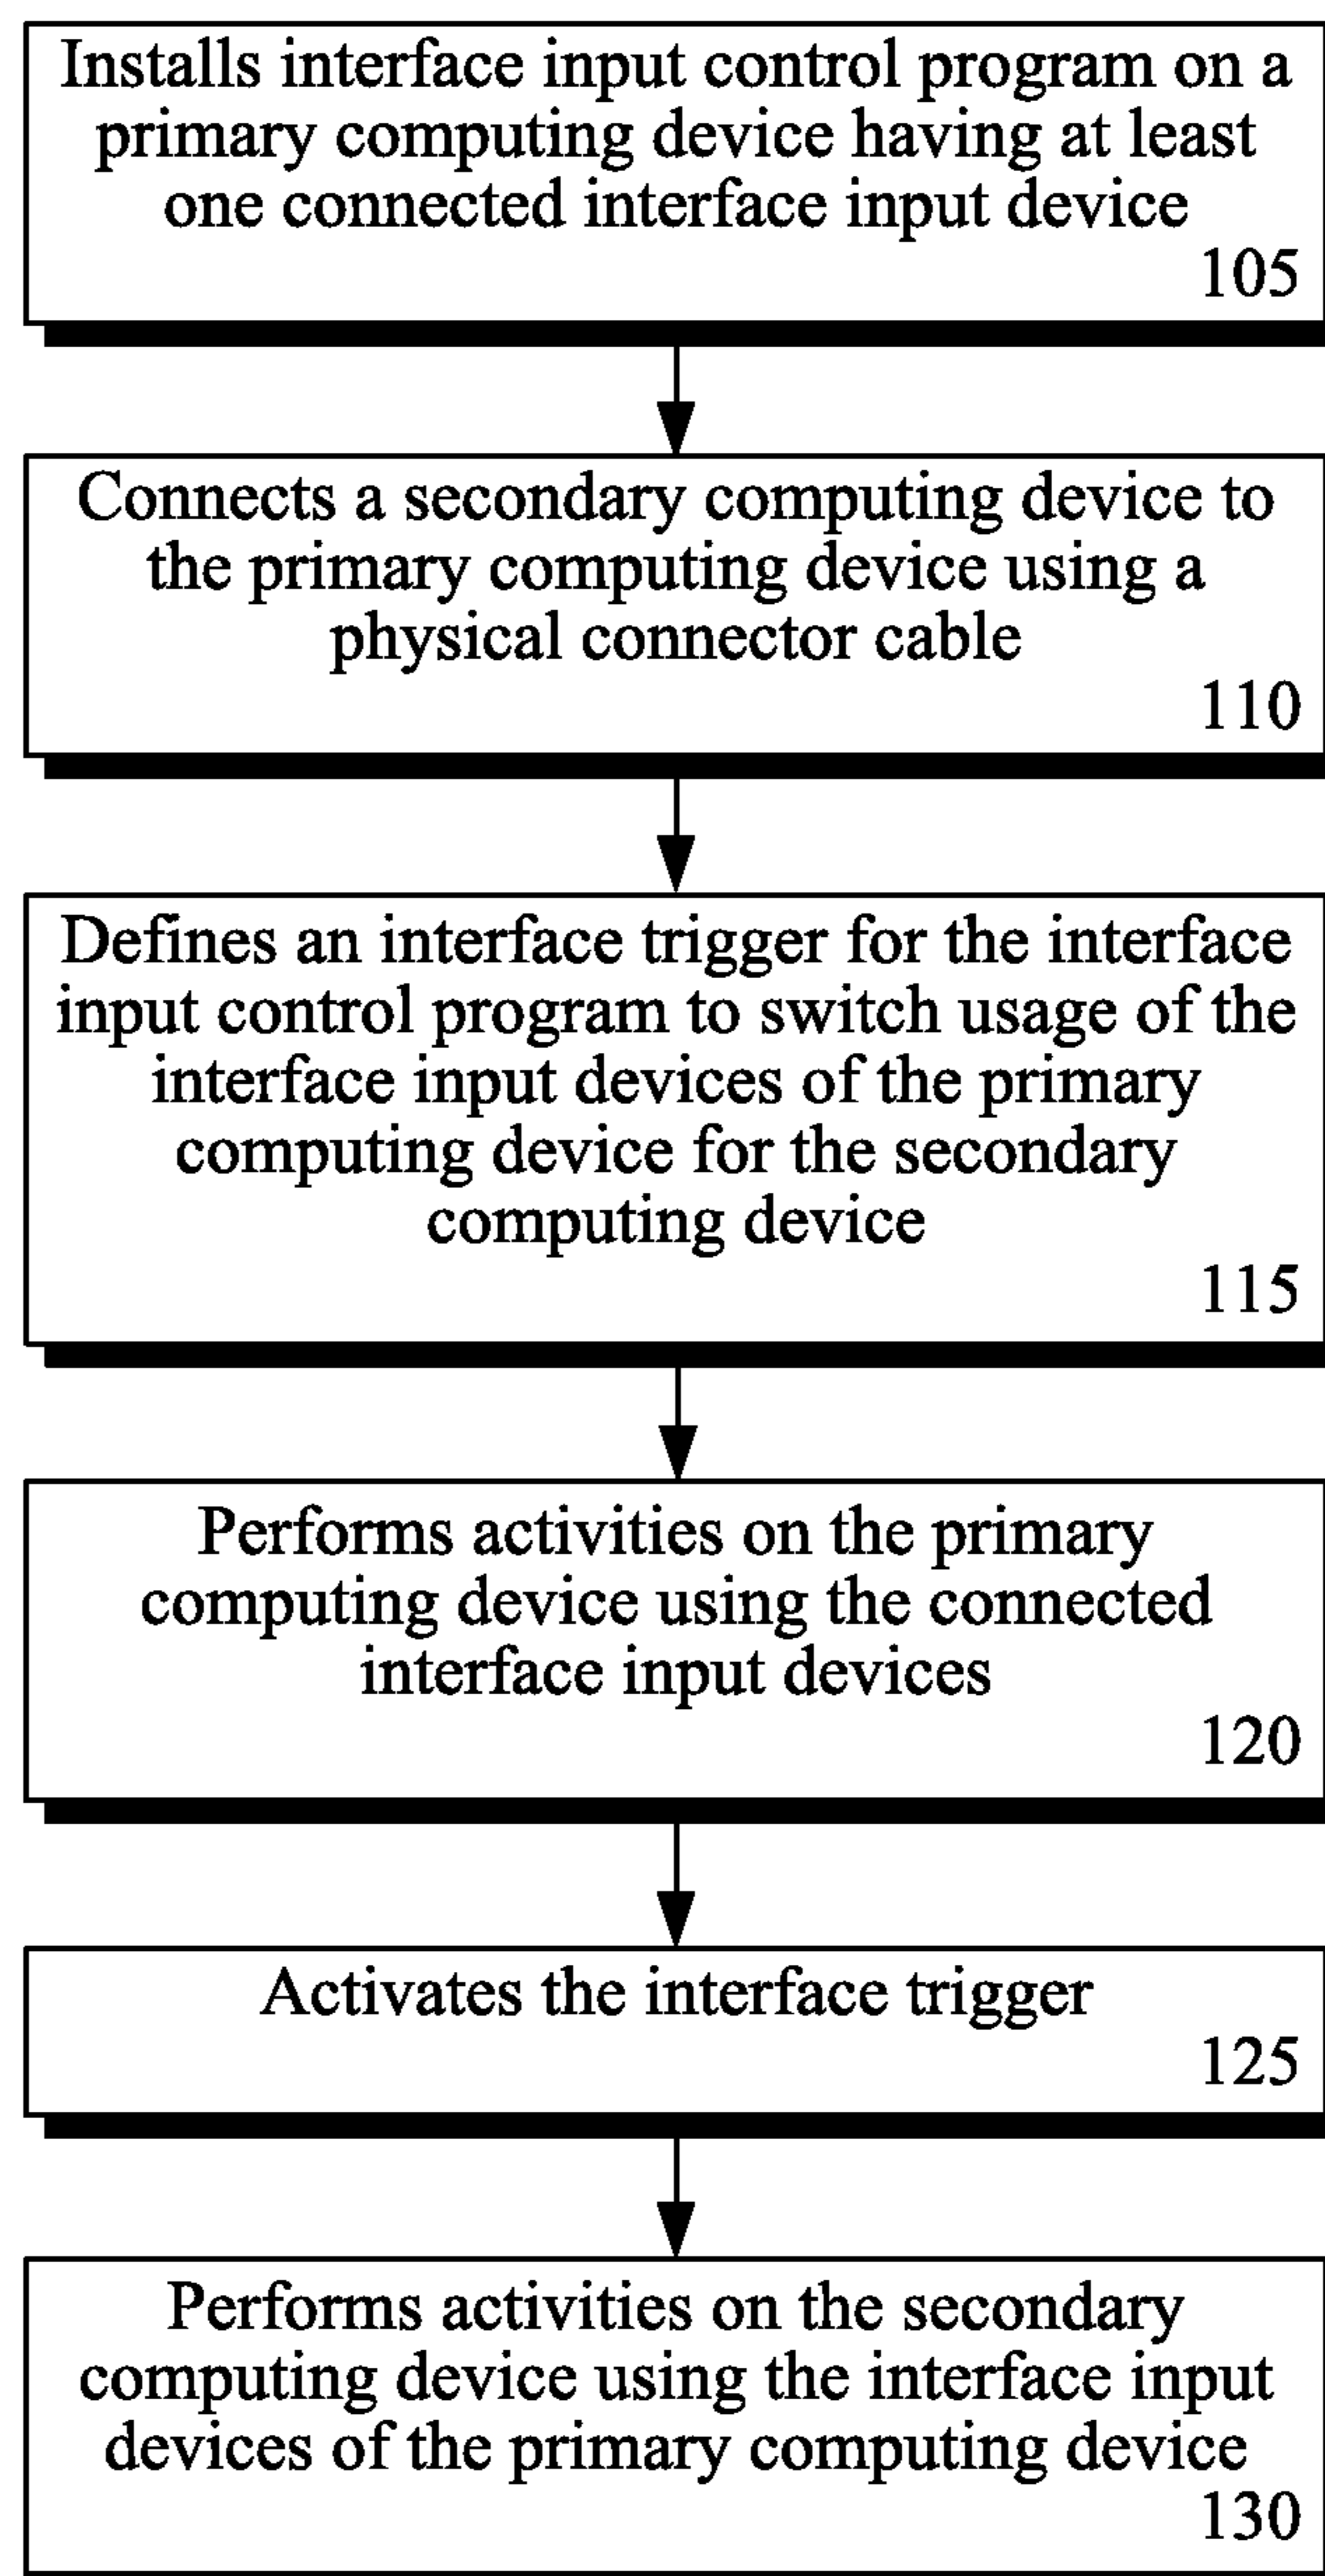 Installs interface input control program on a
primary computing device having at least
one connected interface input device
105
Connects a secondary computing device to
the primary computing device using a
physical connector cable
110
Defines an interface trigger for the interface
input control program to switch usage of the
interface input devices of the primary
computing device for the secondary
computing device
115
Performs activities on the primary
computing device using the connected
interface input devices
120
Activates the interface trigger
125
Performs activities on the secondary
computing device using the interface input
devices of the primary computing device
130